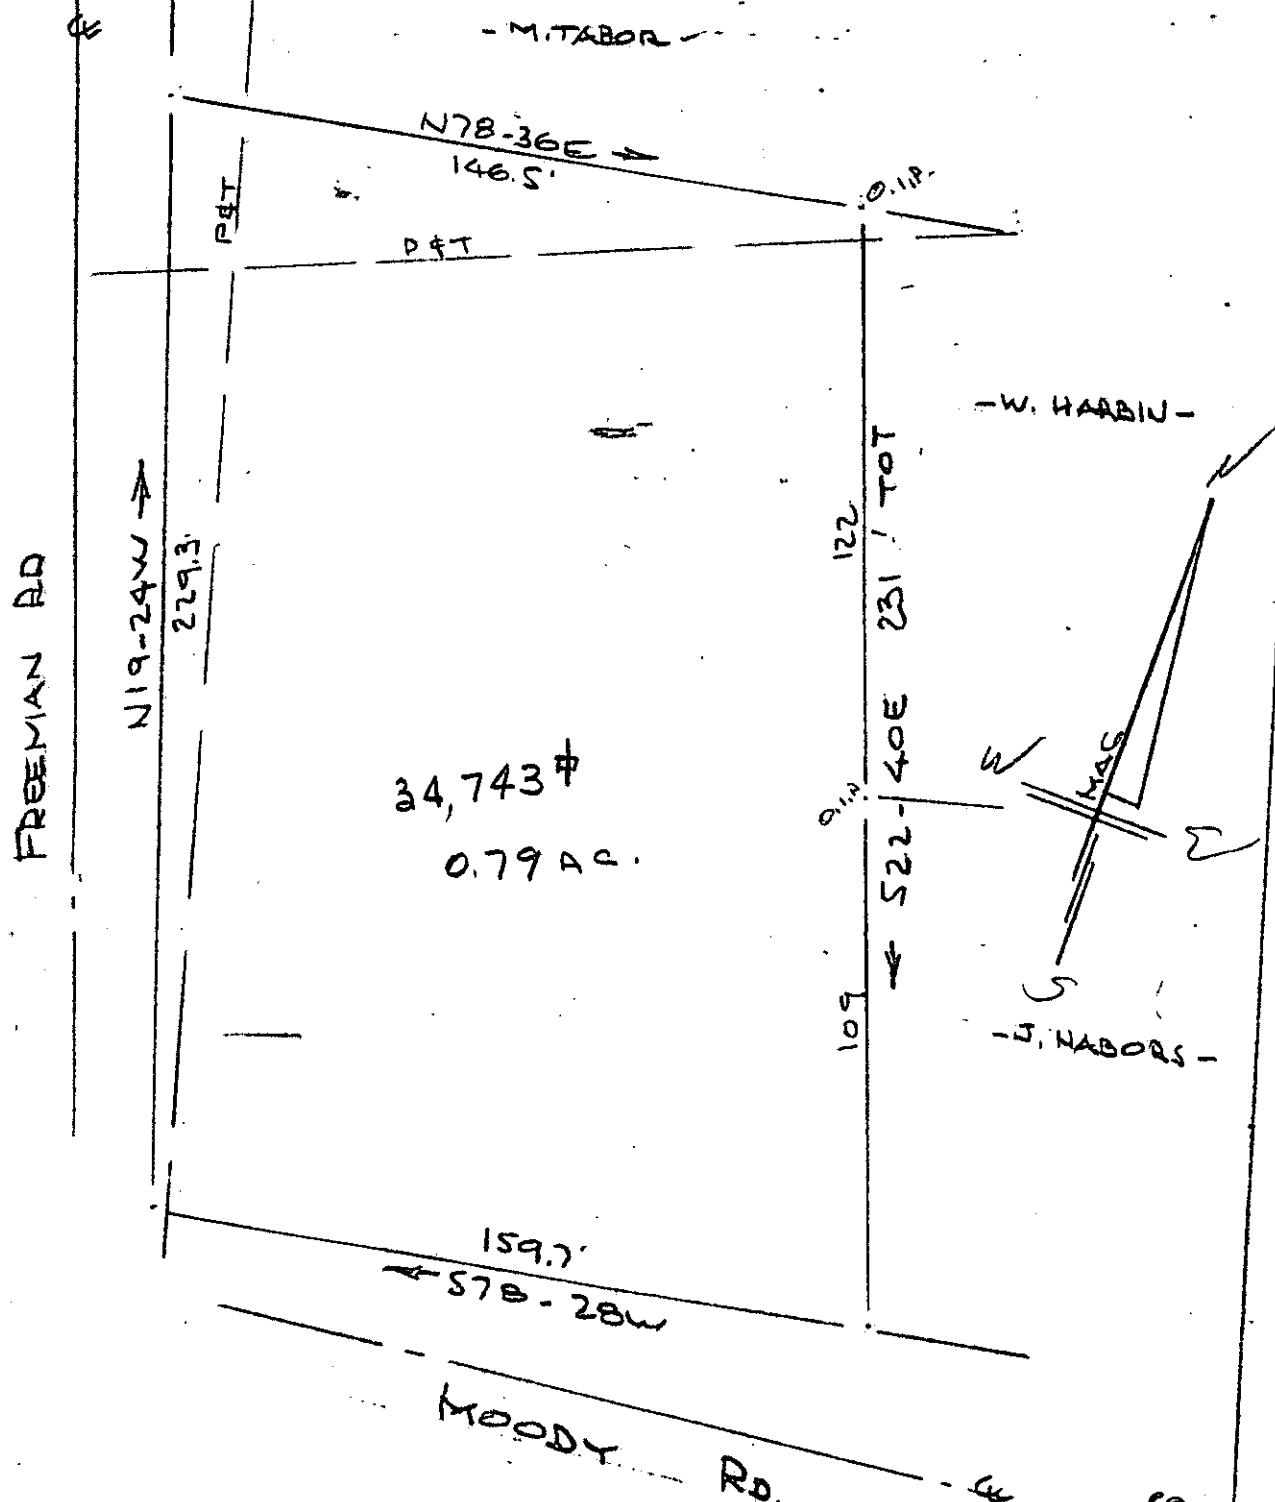 ℄
- M. TABOR -
N78-36E →
146.5'
O.I.P.
P&T
P&T
- W. HARBIN -
N
FREEMAN RD
N19-24W →
229.3'
122
← S22-40E 231' TOT
34,743
0.79 AC.
O.I.P.
W
MAG
E
S
109
- J. NABORS -
159.7'
← S78-28W
MOODY RD.
℄